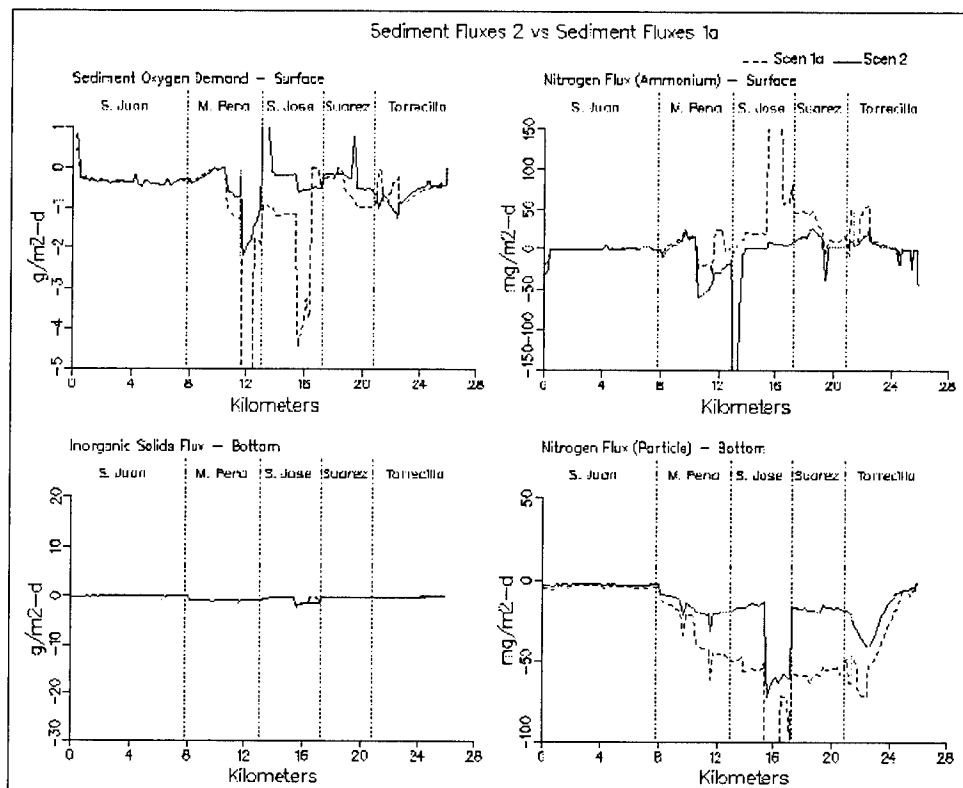 Sediment Fluxes 2 vs Sediment Fluxes 1a
Scen 1a
Scen 2
Sediment Oxygen Demand – Surface
S. Juan
M. Pena
S. Jose
Suarez
Torrecilla
g/m2-d
1
0
-1
-2
-3
-4
-5
0
4
8
12
16
20
24
28
Kilometers
Nitrogen Flux (Ammonium) – Surface
S. Juan
M. Pena
S. Jose
Suarez
Torrecilla
mg/m2-d
150
100
50
0
-50
-100
-150
0
4
8
12
16
20
24
28
Kilometers
Inorganic Solids Flux – Bottom
S. Juan
M. Pena
S. Jose
Suarez
Torrecilla
g/m2-d
20
10
0
-10
-20
-30
0
4
8
12
16
20
24
28
Kilometers
Nitrogen Flux (Particle) – Bottom
S. Juan
M. Pena
S. Jose
Suarez
Torrecilla
mg/m2-d
50
0
-50
-100
0
4
8
12
16
20
24
28
Kilometers